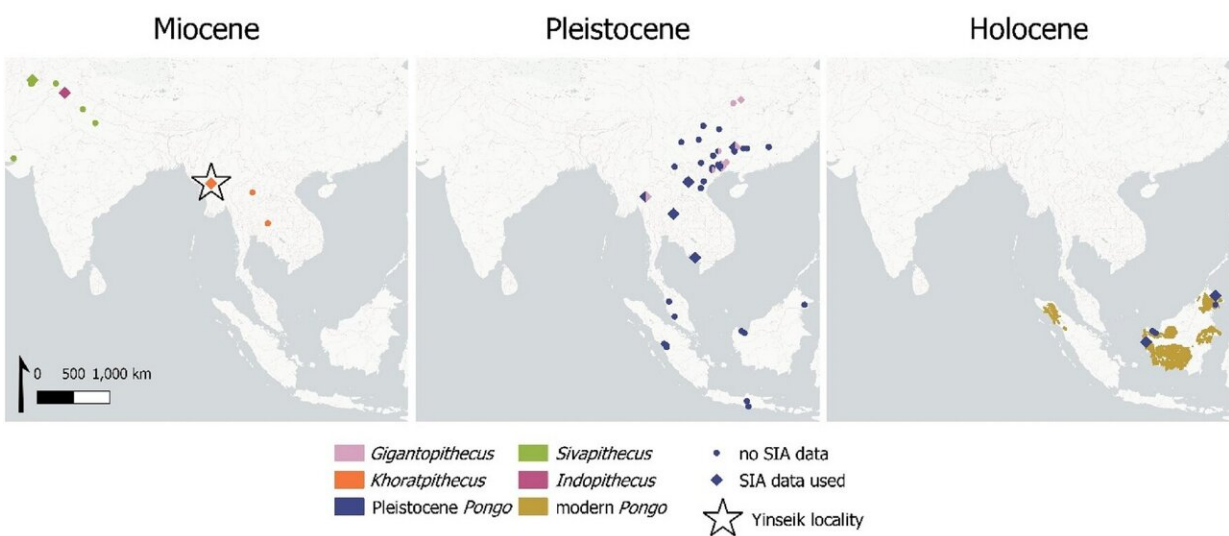 Miocene
Pleistocene
Holocene
0 500 1,000 km
Gigantopithecus
Sivapithecus
no SIA data
Khoratpithecus
Indopithecus
SIA data used
Pleistocene Pongo
modern Pongo
Yinseik locality